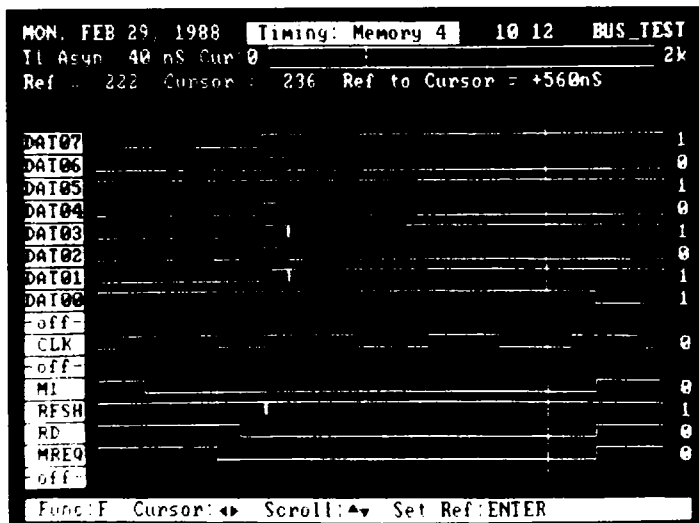 MON, FEB 29, 1988 Timing: Memory 4 10 12 BUS_TEST
Ti Asyn 40 nS Cur 0 2k
Ref = 222 Cursor = 236 Ref to Cursor = +560nS
DAT07 1
DAT06 0
DAT05 1
DAT04 0
DAT03 1
DAT02 0
DAT01 1
DAT00 1
-off-
CLK 0
-off-
M1 0
RFSH 1
RD 0
MREQ 0
-off-
Func:F Cursor:◂▸ Scroll:▴▾ Set Ref:ENTER